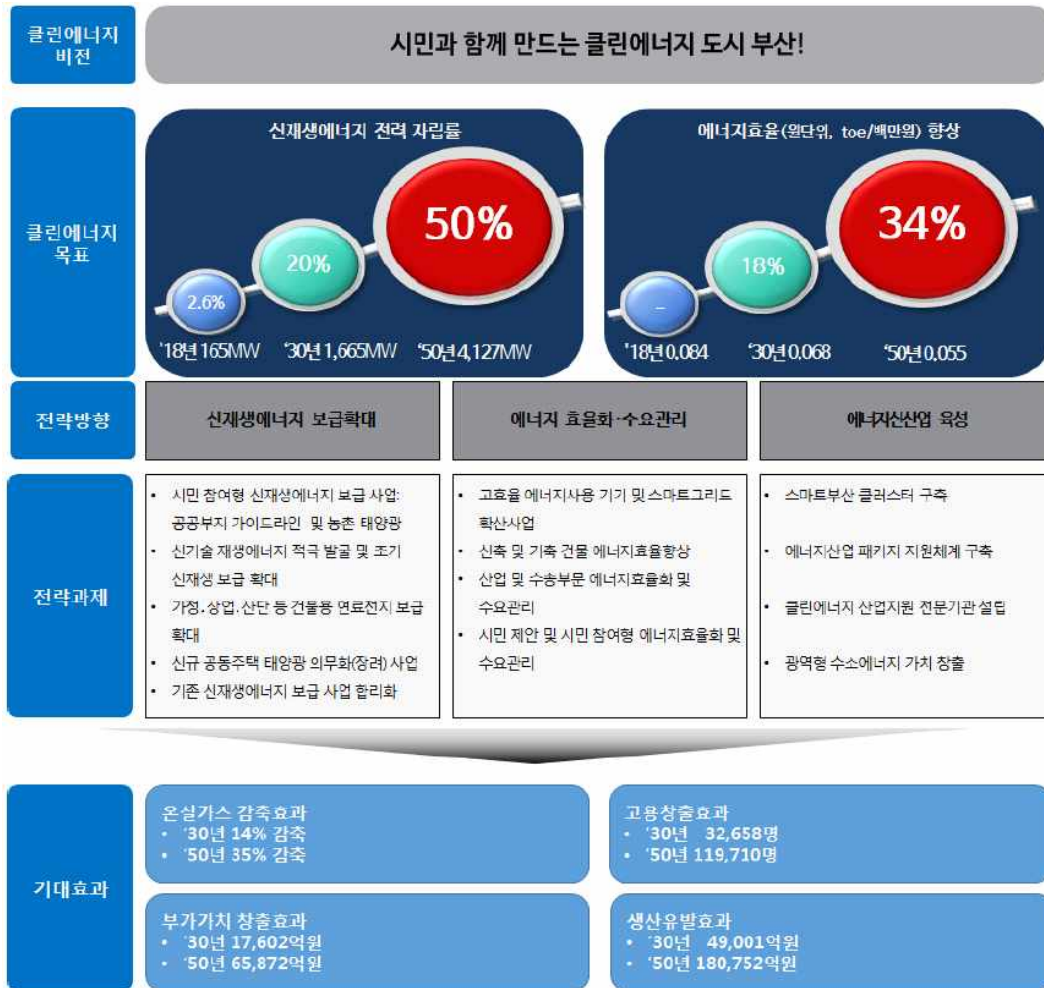 클린에너지
비전
시민과 함께 만드는 클린에너지 도시 부산!
클린에너지
목표
신재생에너지 전력 자립률
2.6%
20%
50%
'18년 165MW
‘30년 1,665MW
‘50년 4,127MW
에너지효율(원단위, toe/백만원) 향상
–
18%
34%
'18년 0.084
‘30년 0.068
‘50년 0.055
전략방향
신재생에너지 보급확대
에너지 효율화·수요관리
에너지신산업 육성
전략과제
• 시민 참여형 신재생에너지 보급 사업:
공공부지 가이드라인 및 농촌 태양광
• 신기술 재생에너지 적극 발굴 및 조기
신재생 보급 확대
• 가정.상업.산단 등 건물용 연료전지 보급
확대
• 신규 공동주택 태양광 의무화(장려) 사업
• 기존 신재생에너지 보급 사업 합리화
• 고효율 에너지사용 기기 및 스마트그리드
확산사업
• 신축 및 기축 건물 에너지효율향상
• 산업 및 수송부문 에너지효율화 및
수요관리
• 시민 제안 및 시민 참여형 에너지효율화 및
수요관리
• 스마트부산 클러스터 구축
• 에너지산업 패키지 지원체계 구축
• 클린에너지 산업지원 전문기관 설립
• 광역형 수소에너지 가치 창출
기대효과
온실가스 감축효과
• ‘30년 14% 감축
• ‘50년 35% 감축
고용창출효과
• ‘30년 32,658명
• ‘50년 119,710명
부가가치 창출효과
• ‘30년 17,602억원
• ‘50년 65,872억원
생산유발효과
• ‘30년 49,001억원
• ‘50년 180,752억원